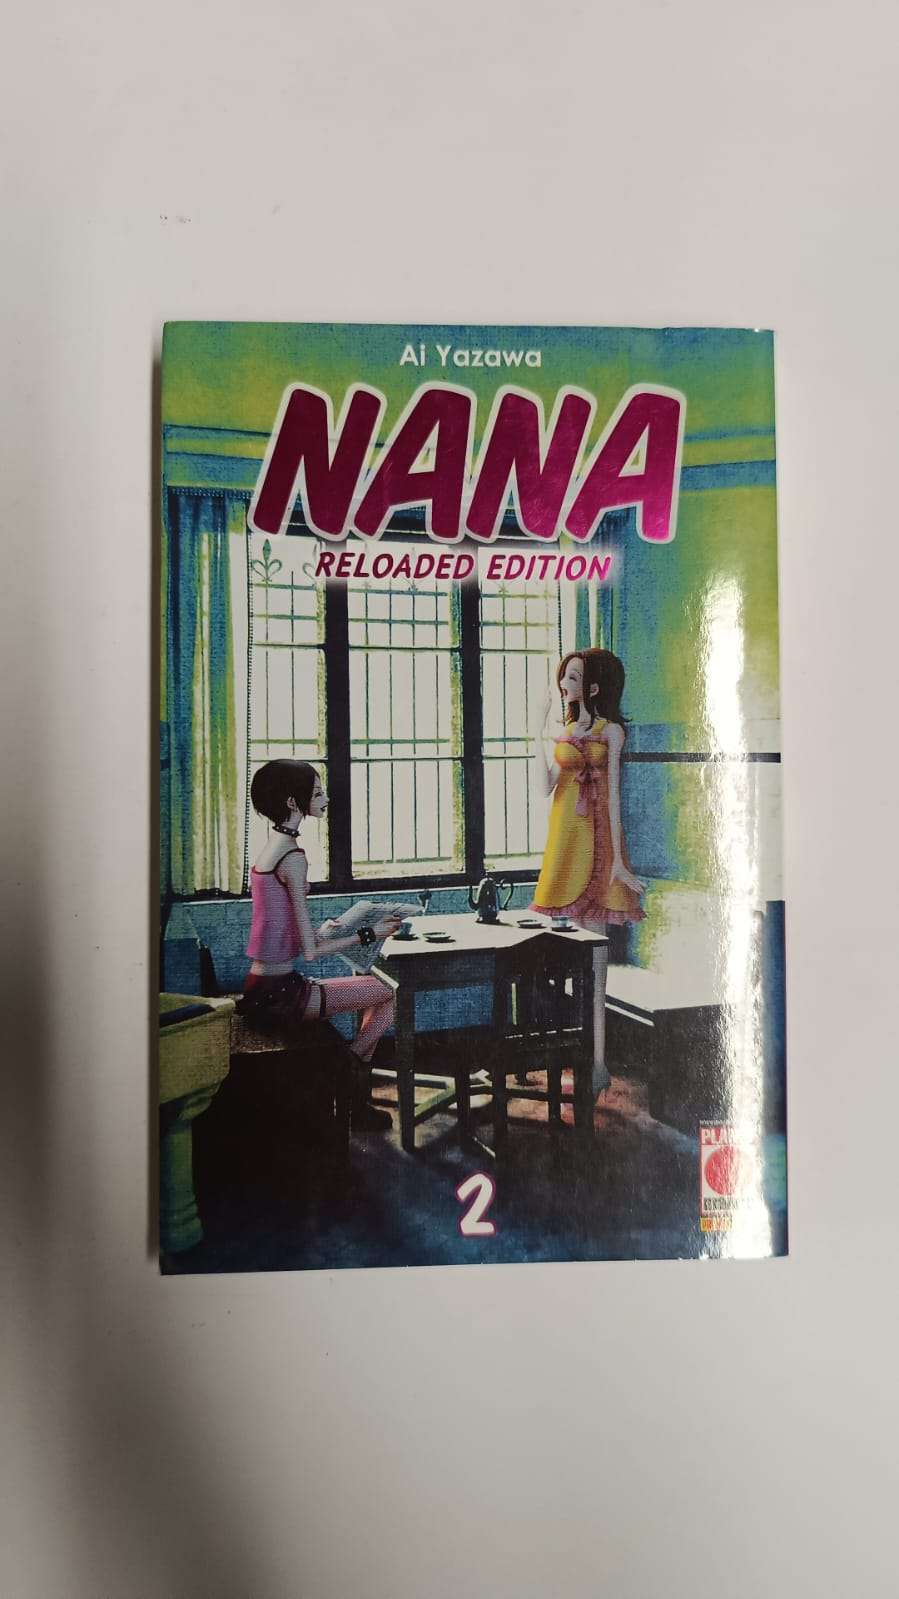 Ai Yazawa
NANA
RELOADED EDITION
2